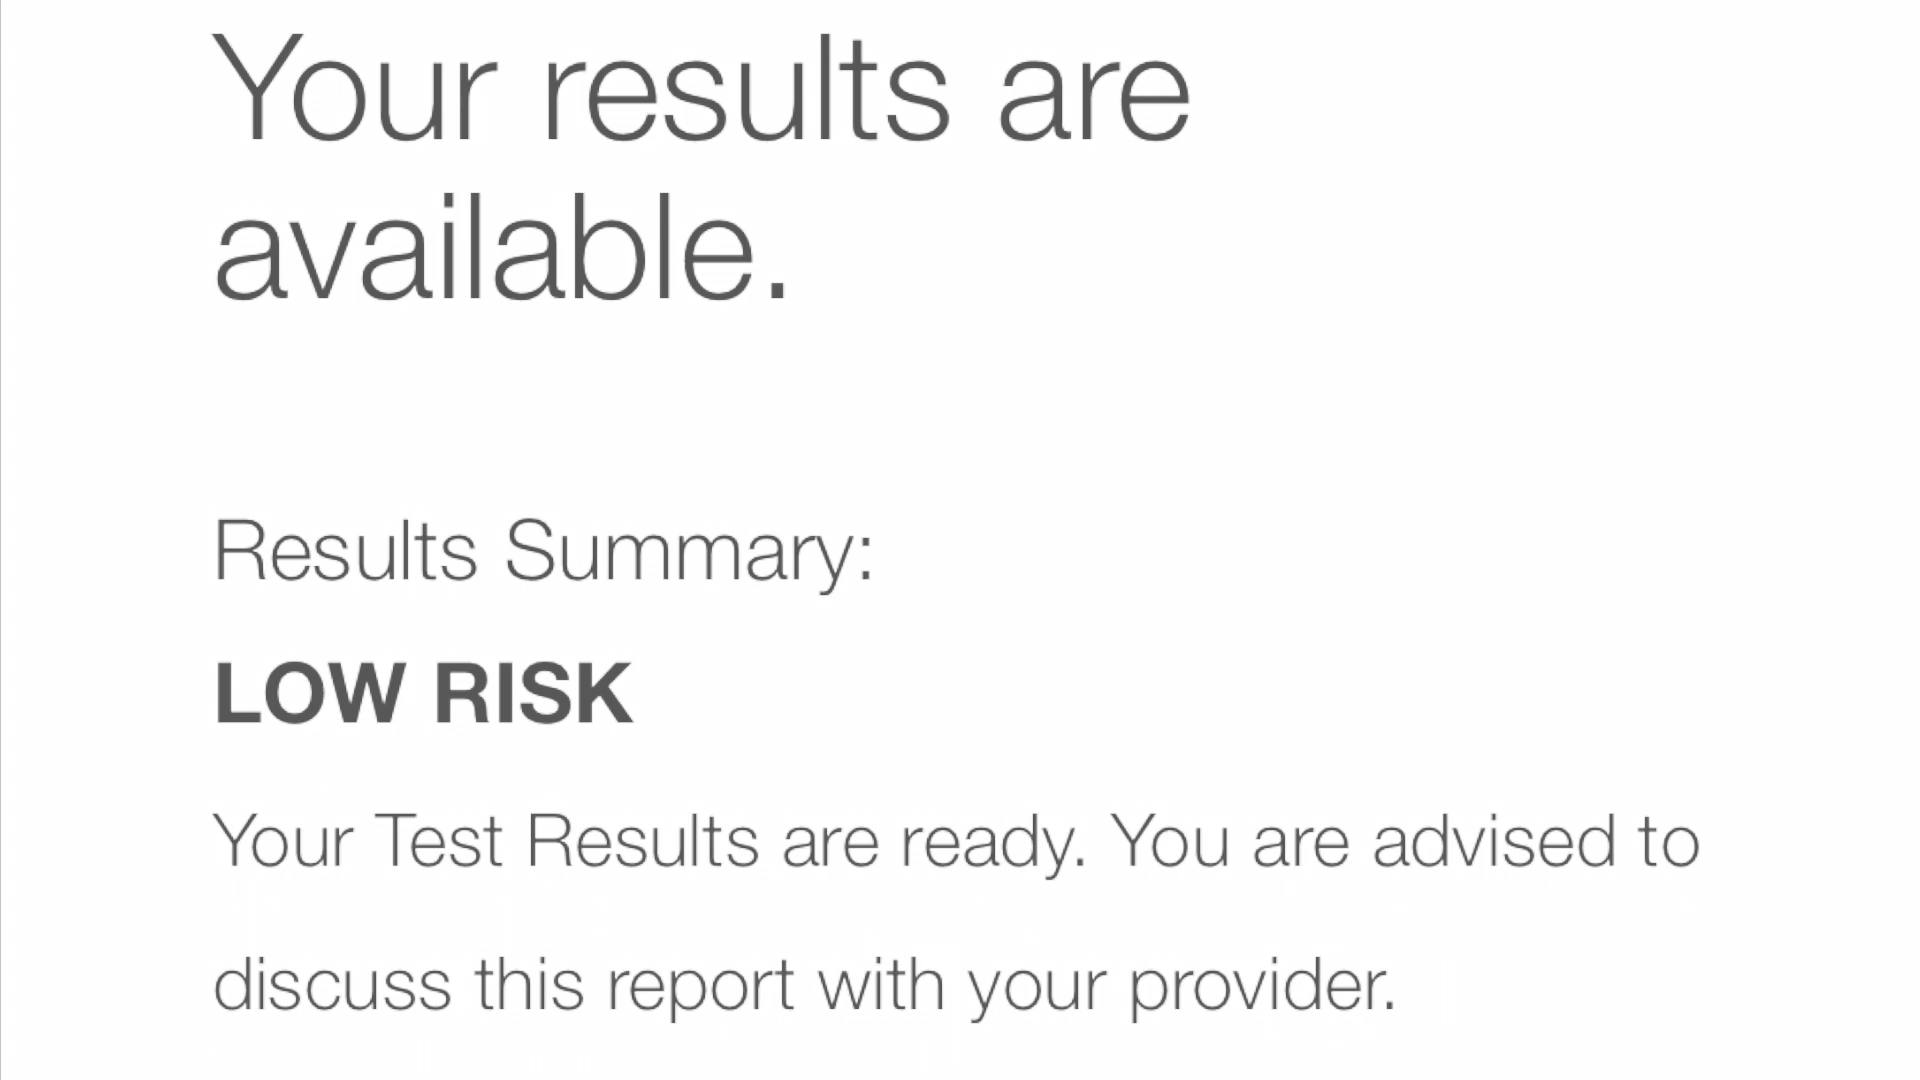 Your results are
available.
Results Summary:
LOW RISK
Your Test Results are ready. You are advised to
discuss this report with your provider.